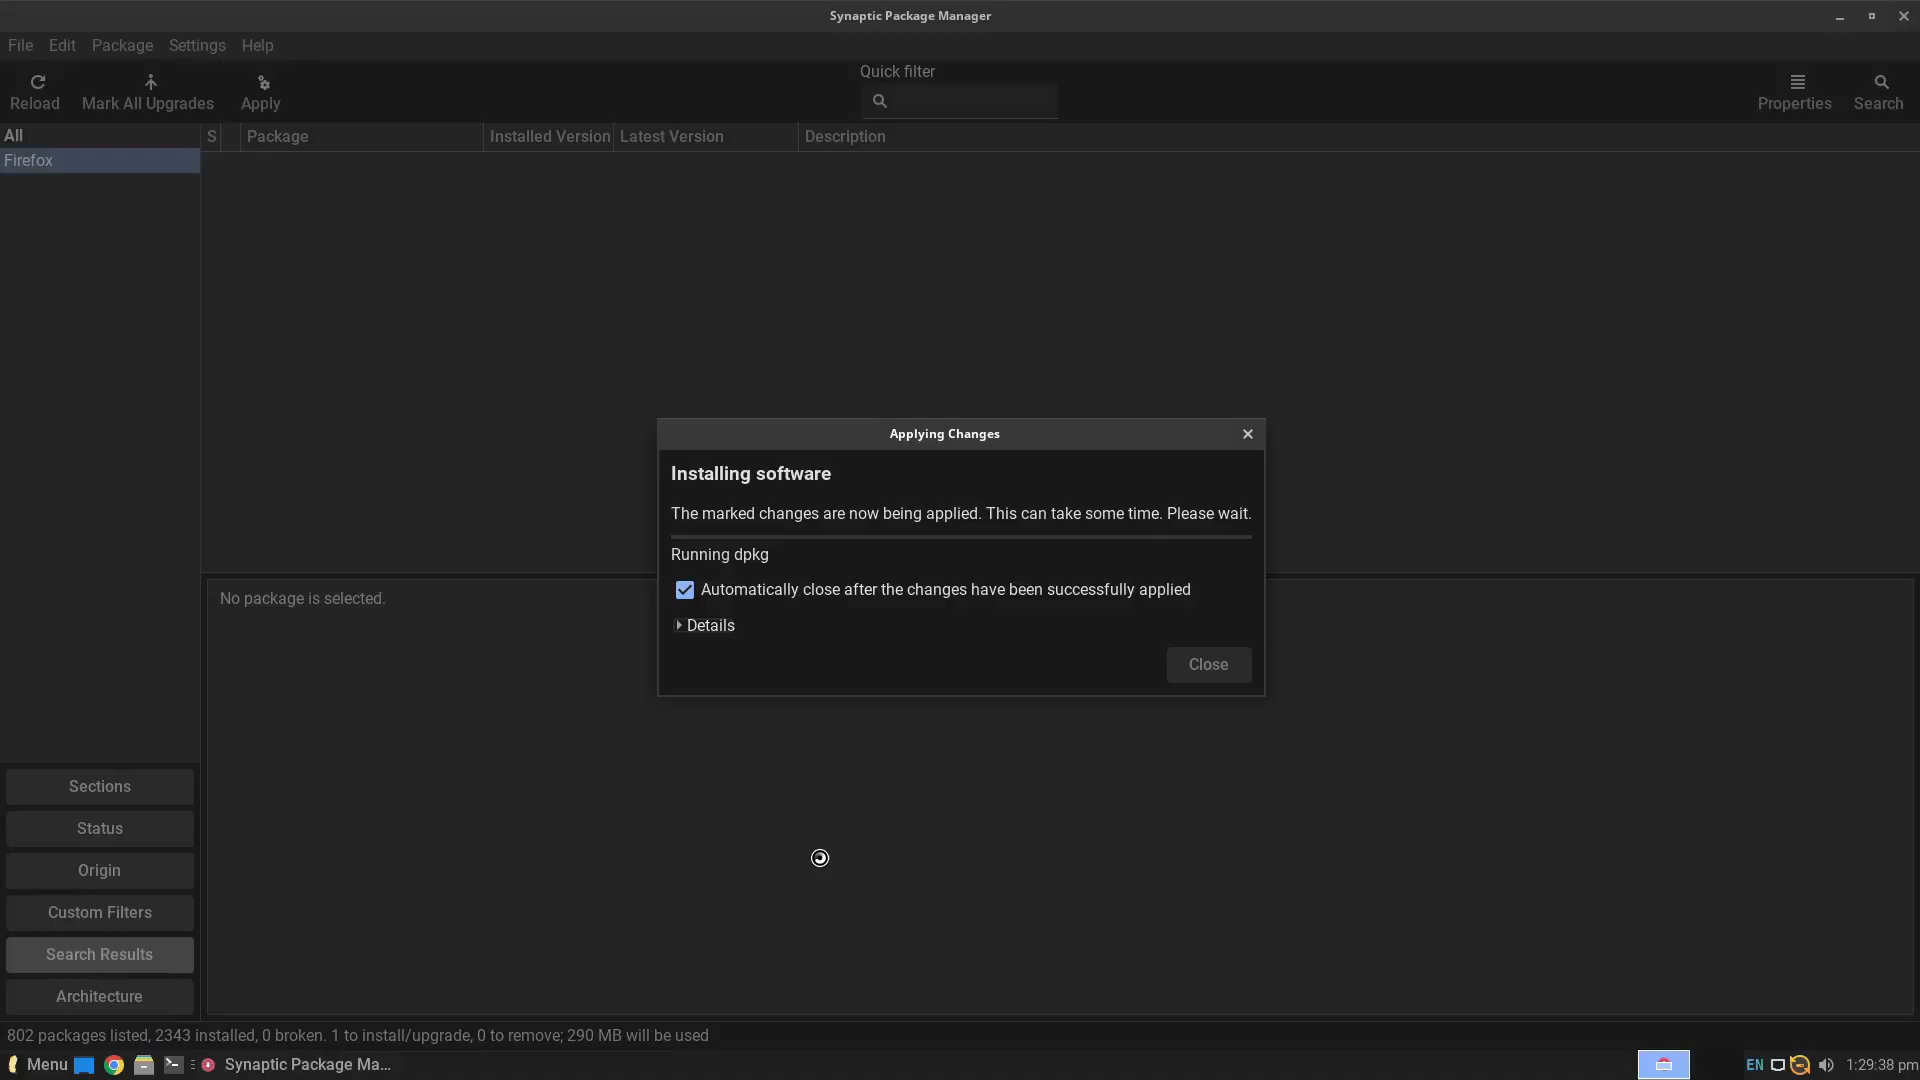 Synaptic Package Manager
File Edit Package Settings Help
Reload
Mark All Upgrades
Apply
Quick filter
Properties
Search
All
Firefox
S Package Installed Version Latest Version Description
Applying Changes
Installing software
The marked changes are now being applied. This can take some time. Please wait.
Running dpkg
Automatically close after the changes have been successfully applied
Details
Close
No package is selected.
Sections
Status
Origin
Custom Filters
Search Results
Architecture
802 packages listed, 2343 installed, 0 broken. 1 to install/upgrade, 0 to remove; 290 MB will be used
Menu
Synaptic Package Ma...
EN
1:29:38 pm